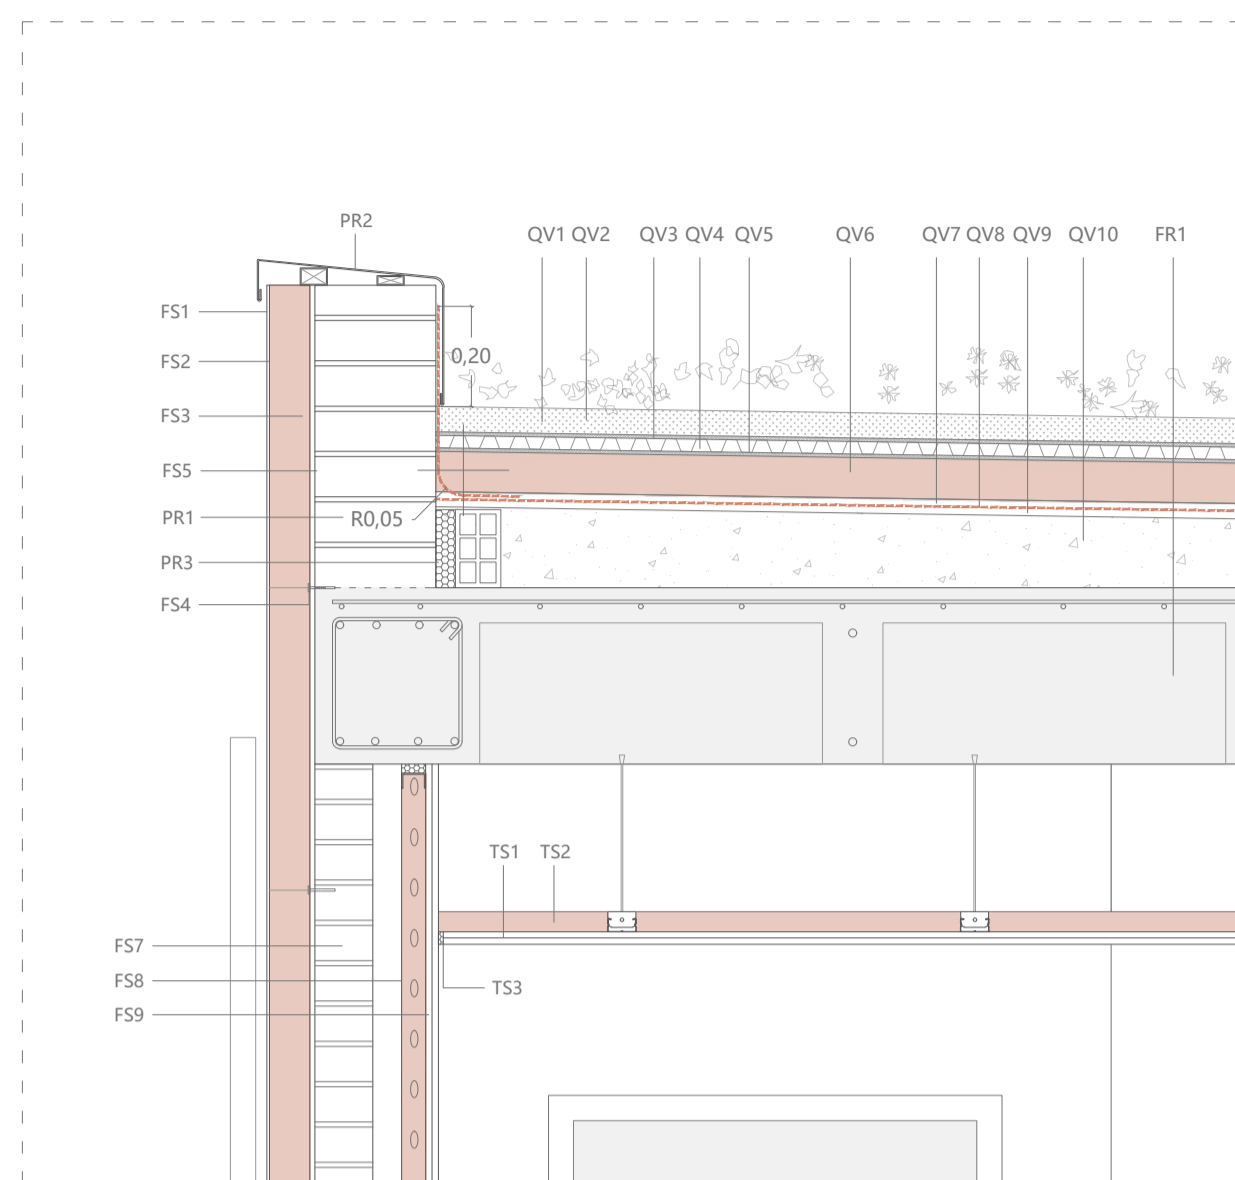 PR2
QV1 QV2 QV3 QV4 QV5 QV6 QV7 QV8 QV9 QV10 FR1
FS1
0,20
FS2
FS3
FS5
PR1
R0,05
PR3
FS4
TS1 TS2
FS7
FS8
TS3
FS9